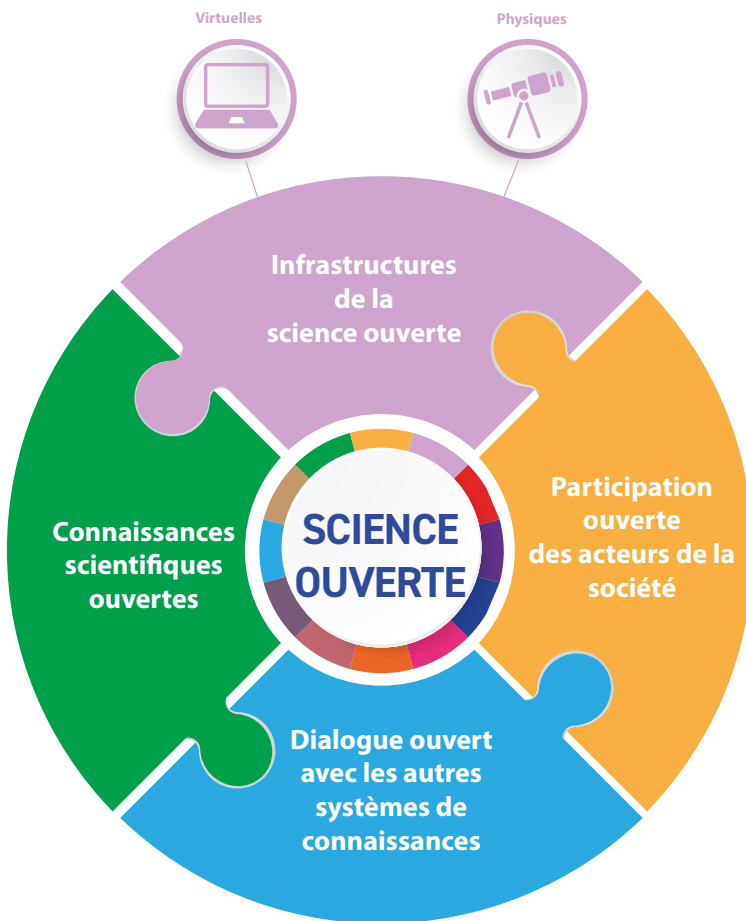 Virtuelles
Physiques
Infrastructures
de la
science ouverte
Connaissances
scientifiques
ouvertes
SCIENCE
OUVERTE
Participation
ouverte
des acteurs de la
société
Dialogue ouvert
avec les autres
systèmes de
connaissances